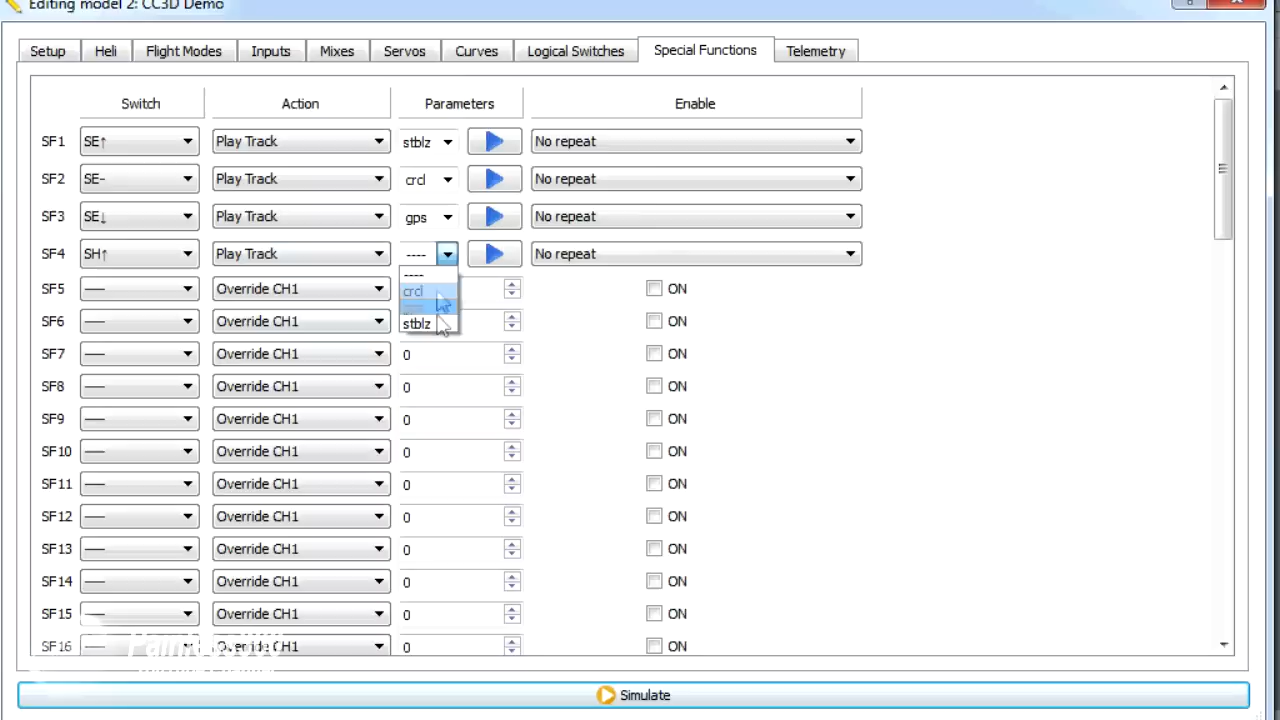 Editing model 2: CC3D Demo
Setup Heli Flight Modes Inputs Mixes Servos Curves Logical Switches Special Functions Telemetry
Switch Action Parameters Enable
SF1 SE↑ Play Track stblz No repeat
SF2 SE- Play Track crcl No repeat
SF3 SE↓ Play Track gps No repeat
SF4 SH↑ Play Track ---- No repeat
----
crcl
stblz
SF5 ---- Override CH1 ON
SF6 ---- Override CH1 ON
SF7 ---- Override CH1 0 ON
SF8 ---- Override CH1 0 ON
SF9 ---- Override CH1 0 ON
SF10 ---- Override CH1 0 ON
SF11 ---- Override CH1 0 ON
SF12 ---- Override CH1 0 ON
SF13 ---- Override CH1 0 ON
SF14 ---- Override CH1 0 ON
SF15 ---- Override CH1 0 ON
SF16 ---- Override CH1 0 ON
Simulate